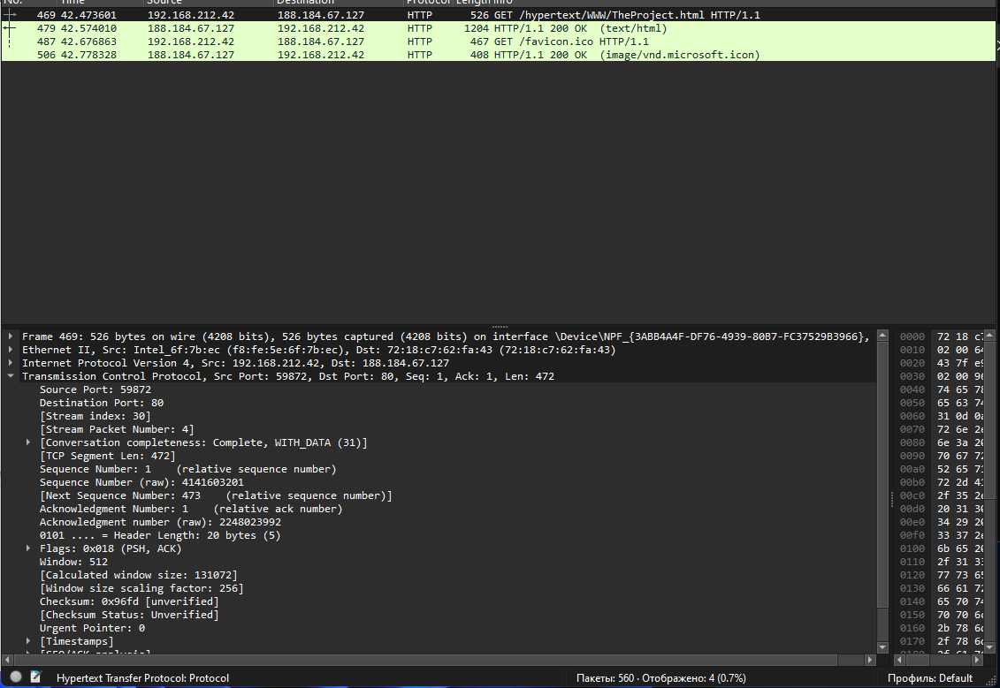 No. Time Source Destination Protocol Length Info
469 42.473601 192.168.212.42 188.184.67.127 HTTP 526 GET /hypertext/WWW/TheProject.html HTTP/1.1
479 42.574010 188.184.67.127 192.168.212.42 HTTP 1204 HTTP/1.1 200 OK (text/html)
487 42.676863 192.168.212.42 188.184.67.127 HTTP 467 GET /favicon.ico HTTP/1.1
506 42.778328 188.184.67.127 192.168.212.42 HTTP 408 HTTP/1.1 200 OK (image/vnd.microsoft.icon)
Frame 469: 526 bytes on wire (4208 bits), 526 bytes captured (4208 bits) on interface \Device\NPF_{3ABB4A4F-DF76-4939-80B7-FC37529B3966},
Ethernet II, Src: Intel_6f:7b:ec (f8:fe:5e:6f:7b:ec), Dst: 72:18:c7:62:fa:43 (72:18:c7:62:fa:43)
Internet Protocol Version 4, Src: 192.168.212.42, Dst: 188.184.67.127
Transmission Control Protocol, Src Port: 59872, Dst Port: 80, Seq: 1, Ack: 1, Len: 472
Source Port: 59872
Destination Port: 80
[Stream index: 30]
[Stream Packet Number: 4]
[Conversation completeness: Complete, WITH_DATA (31)]
[TCP Segment Len: 472]
Sequence Number: 1 (relative sequence number)
Sequence Number (raw): 4141603201
[Next Sequence Number: 473 (relative sequence number)]
Acknowledgment Number: 1 (relative ack number)
Acknowledgment number (raw): 2248023992
0101 .... = Header Length: 20 bytes (5)
Flags: 0x018 (PSH, ACK)
Window: 512
[Calculated window size: 131072]
[Window size scaling factor: 256]
Checksum: 0x96fd [unverified]
[Checksum Status: Unverified]
Urgent Pointer: 0
[Timestamps]
[SEQ/ACK analysis]
0000 72 18 c7
0010 02 00 64
0020 43 7f e9
0030 02 00 96
0040 74 65 78
0050 65 63 74
0060 31 0d 0a
0070 72 6e 2e
0080 6e 3a 20
0090 70 67 72
00a0 52 65 71
00b0 72 2d 41
00c0 2f 35 2e
00d0 20 31 30
00e0 34 29 20
00f0 33 37 2e
0100 6b 65 20
0110 2f 31 33
0120 77 73 65
0130 66 61 72
0140 65 70 74
0150 70 70 6c
0160 2b 78 6d
0170 2f 78 6d
Hypertext Transfer Protocol: Protocol
Пакеты: 560 · Отображено: 4 (0.7%)
Профиль: Default